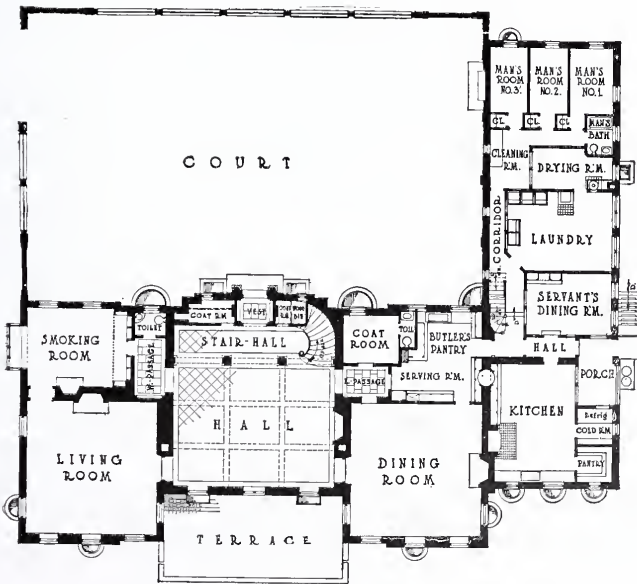 MAN'S
ROOM
NO.3.
MAN'S
ROOM
NO.2.
MAN'S
ROOM
NO.1.
CL.
CL.
CL.
MAN'S
BATH
CLEANING
R'M.
DRYING R'M.
COURT
CORRIDOR
LAUNDRY
SERVANT'S
DINING R'M.
COAT R.M.
VEST.
TOILET
STAIR-HALL
COAT
ROOM
TOIL.
BUTLER'S
PANTRY
SMOKING
ROOM
W. PASSAGE
HALL
PORCH
E. PASSAGE
SERVING R'M.
HALL
KITCHEN
Refrig
COLD R.M.
LIVING
ROOM
DINING
ROOM
PANTRY
TERRACE